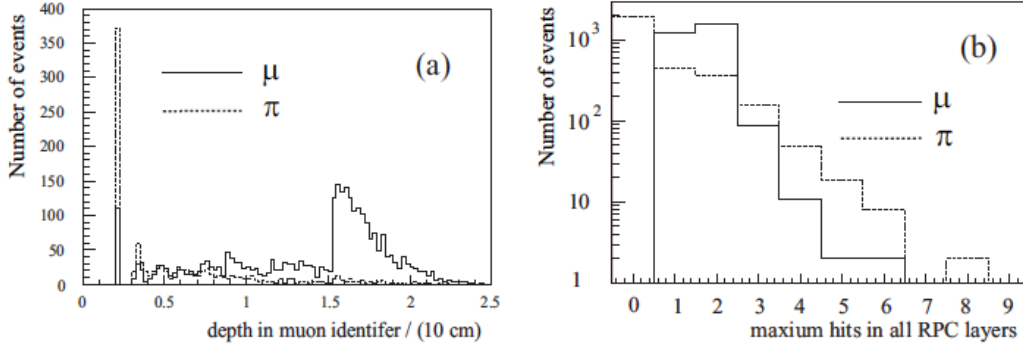 400
350
300
250
200
150
100
50
0
Number of events
(a)
μ
π
0 0.5 1 1.5 2 2.5
depth in muon identifer / (10 cm)
10³
10²
10
1
Number of events
(b)
μ
π
0 1 2 3 4 5 6 7 8 9
maxium hits in all RPC layers